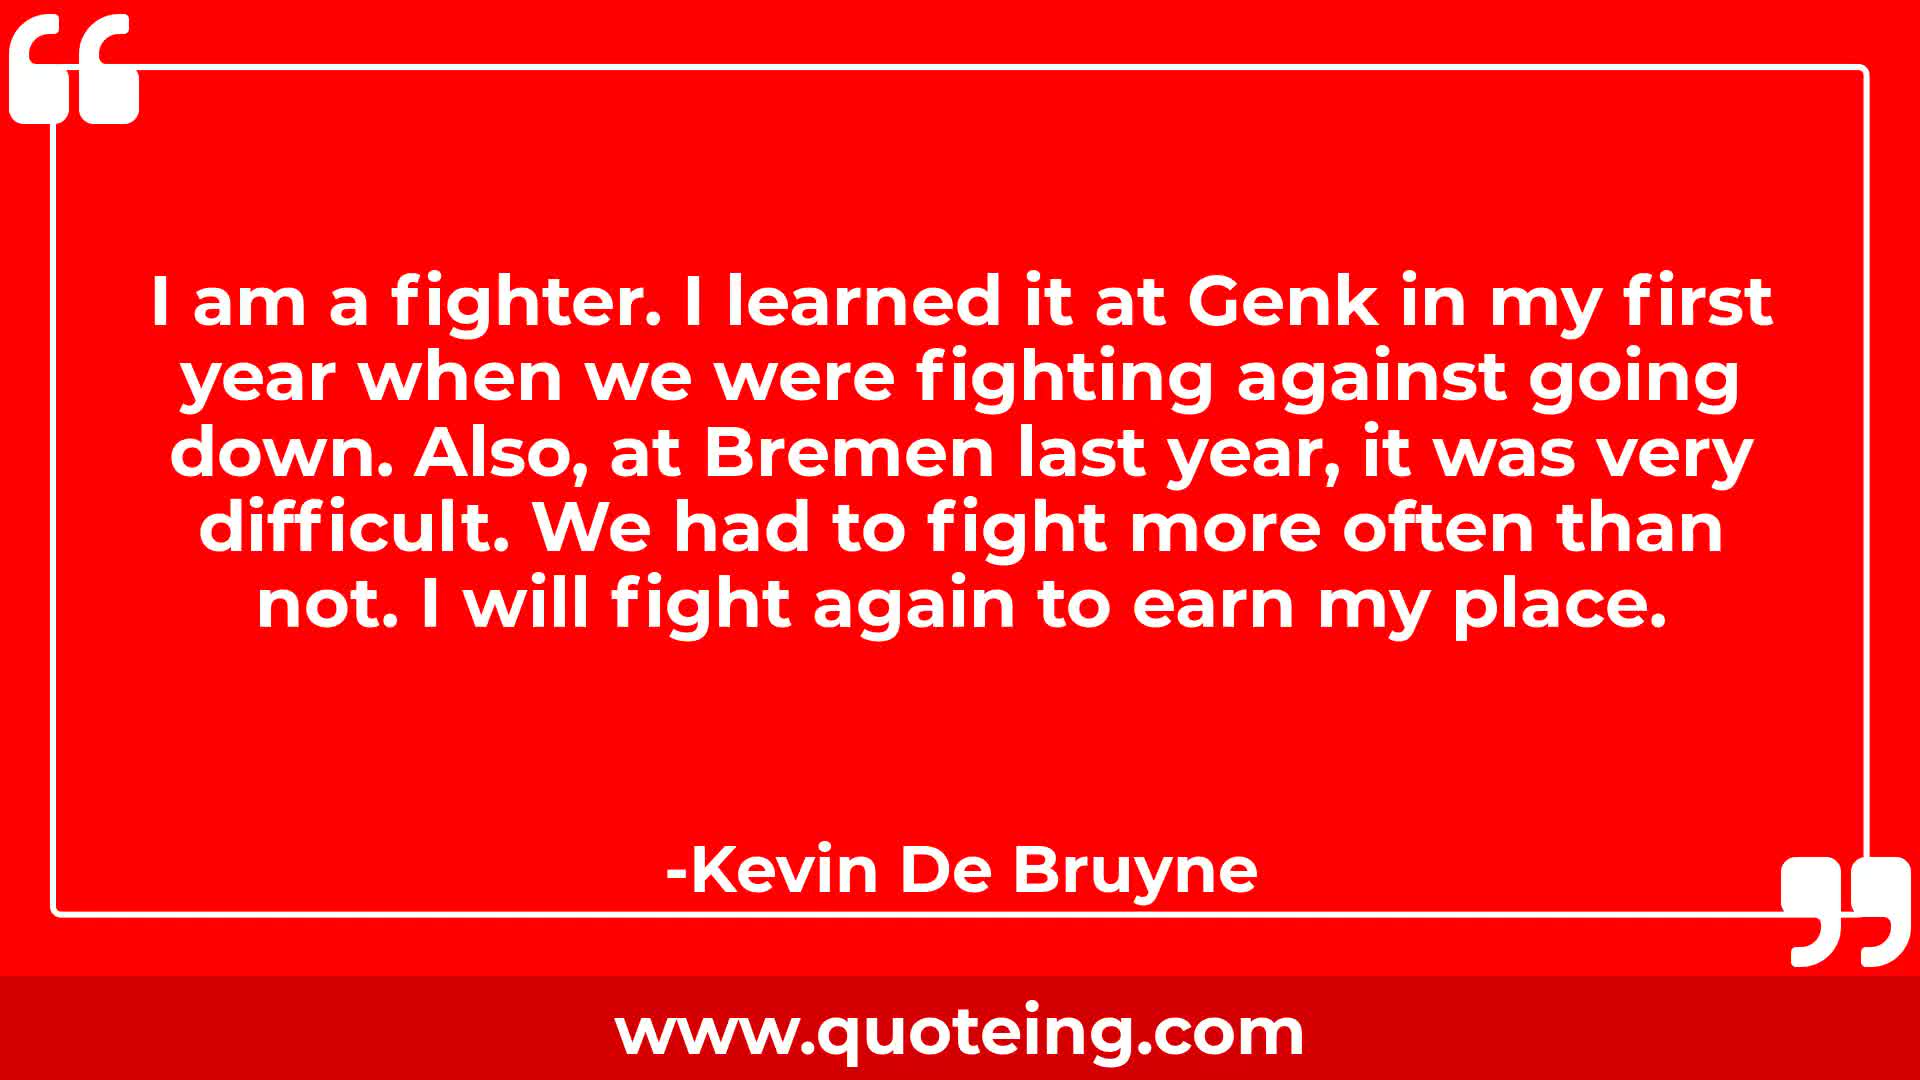 I am a fighter. I learned it at Genk in my first
year when we were fighting against going
down. Also, at Bremen last year, it was very
difficult. We had to fight more often than
not. I will fight again to earn my place.
-Kevin De Bruyne
www.quoteing.com